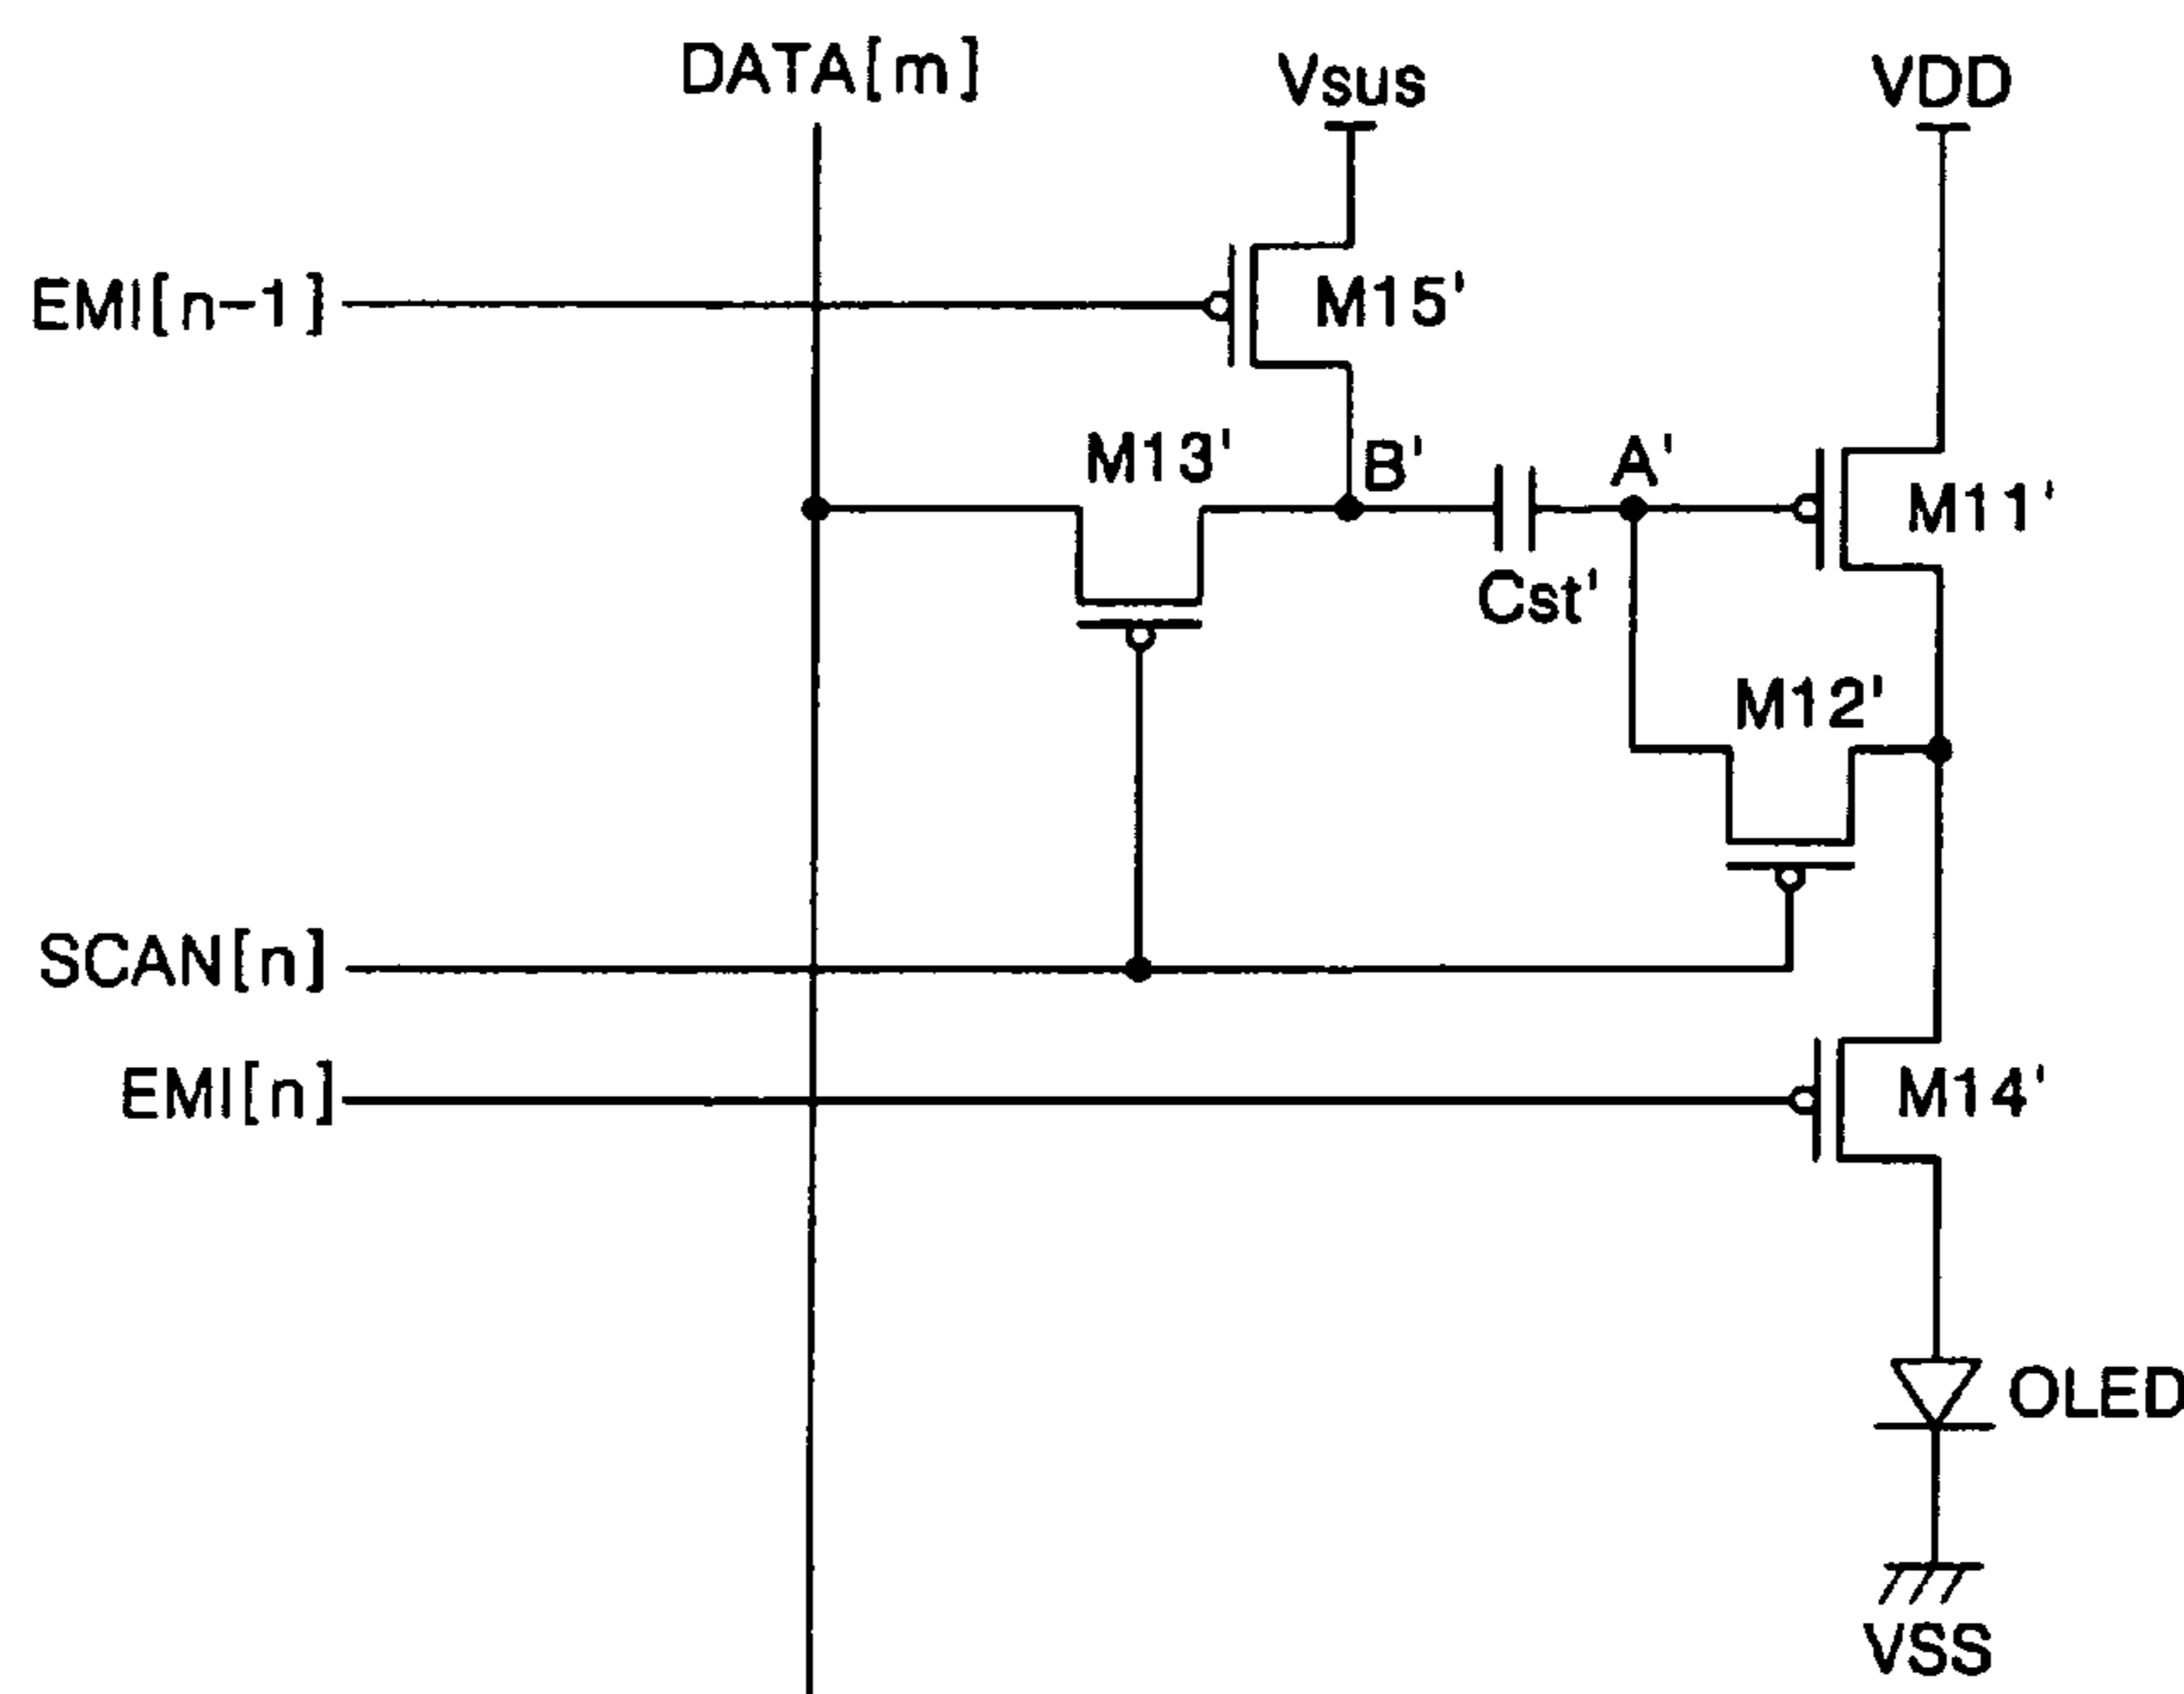 DATA[m]
Vsus
VDD
EMI[n-1]
M15'
M13'
B'
A'
M11'
Cst'
M12'
SCAN[n]
EMI[n]
M14'
OLED
VSS